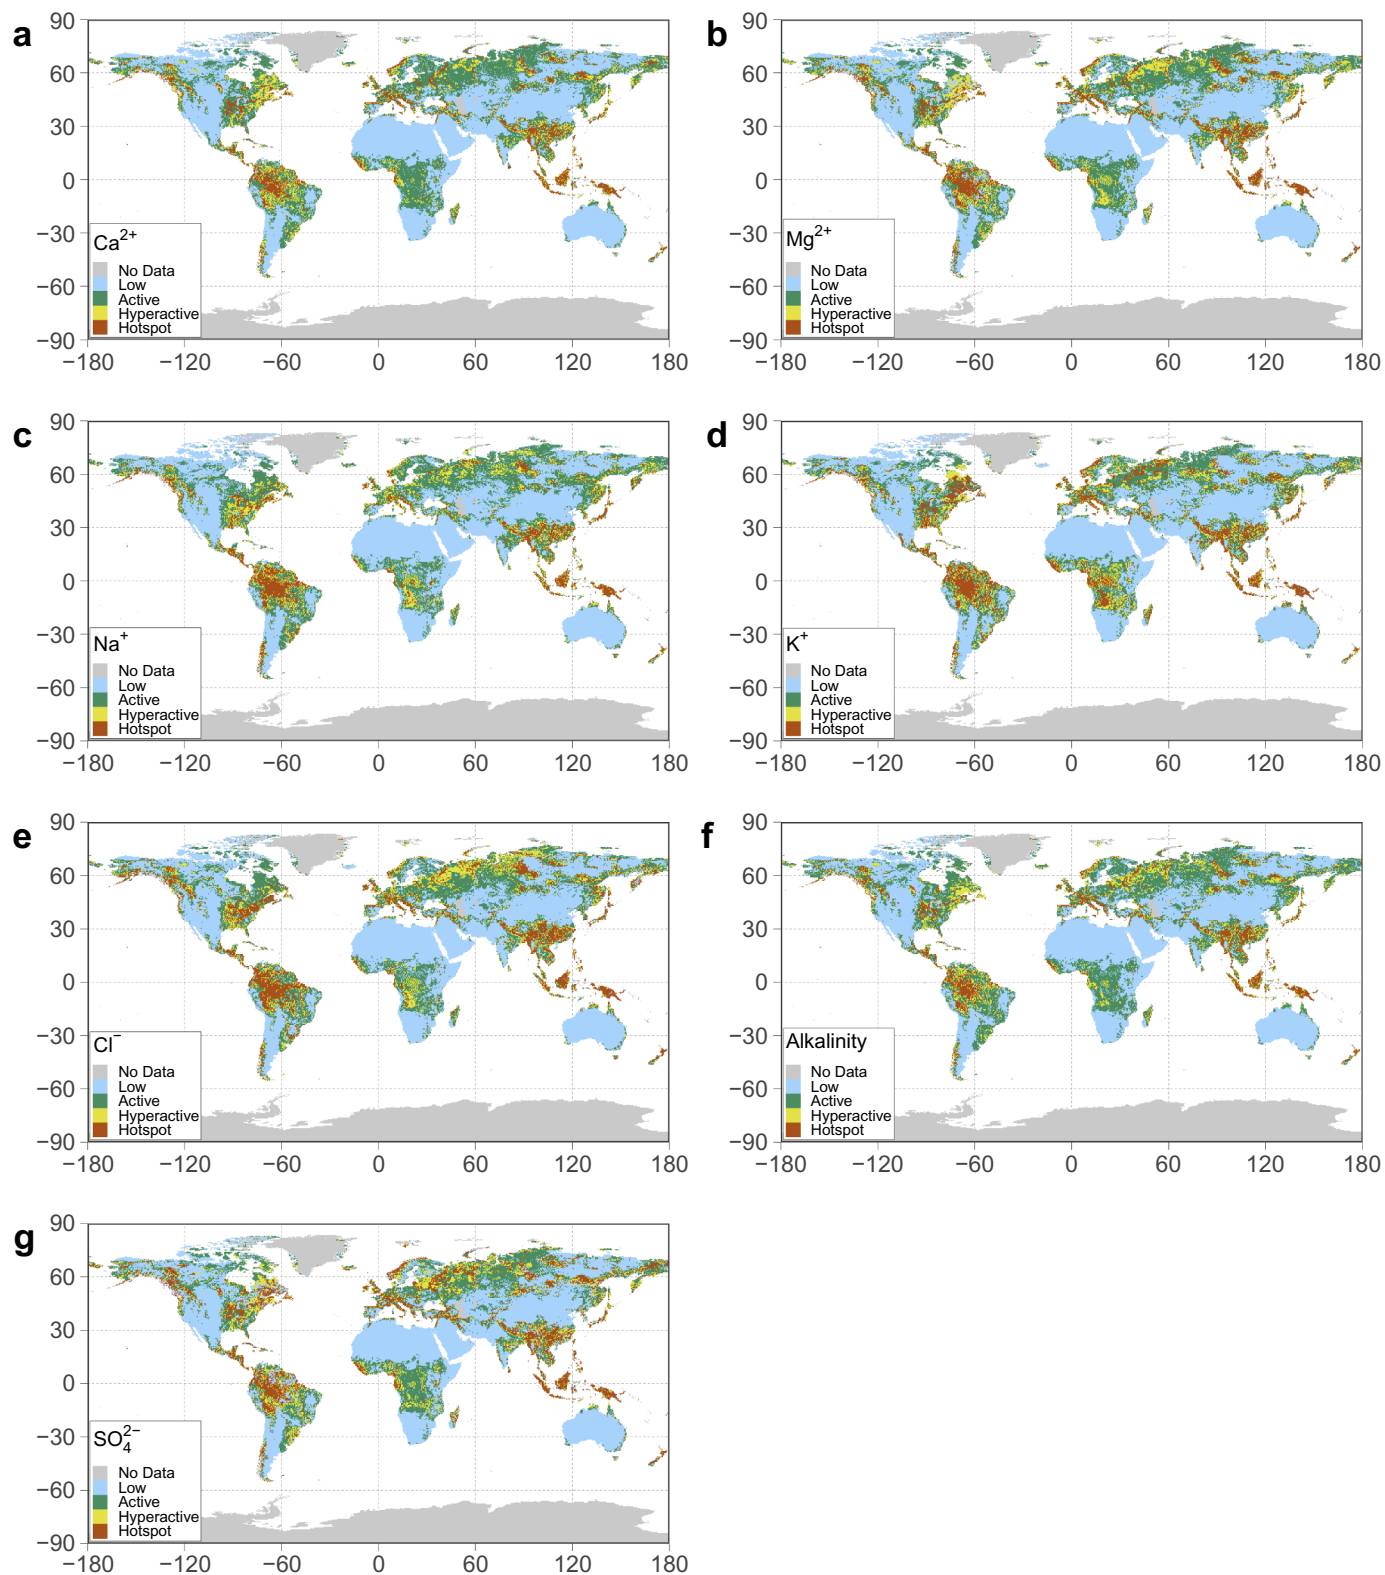 a
90
60
30
0
−30
−60
−90
Ca2+
No Data
Low
Active
Hyperactive
Hotspot
−180 −120 −60 0 60 120 180
b
90
60
30
0
−30
−60
−90
Mg2+
No Data
Low
Active
Hyperactive
Hotspot
−180 −120 −60 0 60 120 180
c
90
60
30
0
−30
−60
−90
Na+
No Data
Low
Active
Hyperactive
Hotspot
−180 −120 −60 0 60 120 180
d
90
60
30
0
−30
−60
−90
K+
No Data
Low
Active
Hyperactive
Hotspot
−180 −120 −60 0 60 120 180
e
90
60
30
0
−30
−60
−90
Cl−
No Data
Low
Active
Hyperactive
Hotspot
−180 −120 −60 0 60 120 180
f
90
60
30
0
−30
−60
−90
Alkalinity
No Data
Low
Active
Hyperactive
Hotspot
−180 −120 −60 0 60 120 180
g
90
60
30
0
−30
−60
−90
SO42−
No Data
Low
Active
Hyperactive
Hotspot
−180 −120 −60 0 60 120 180